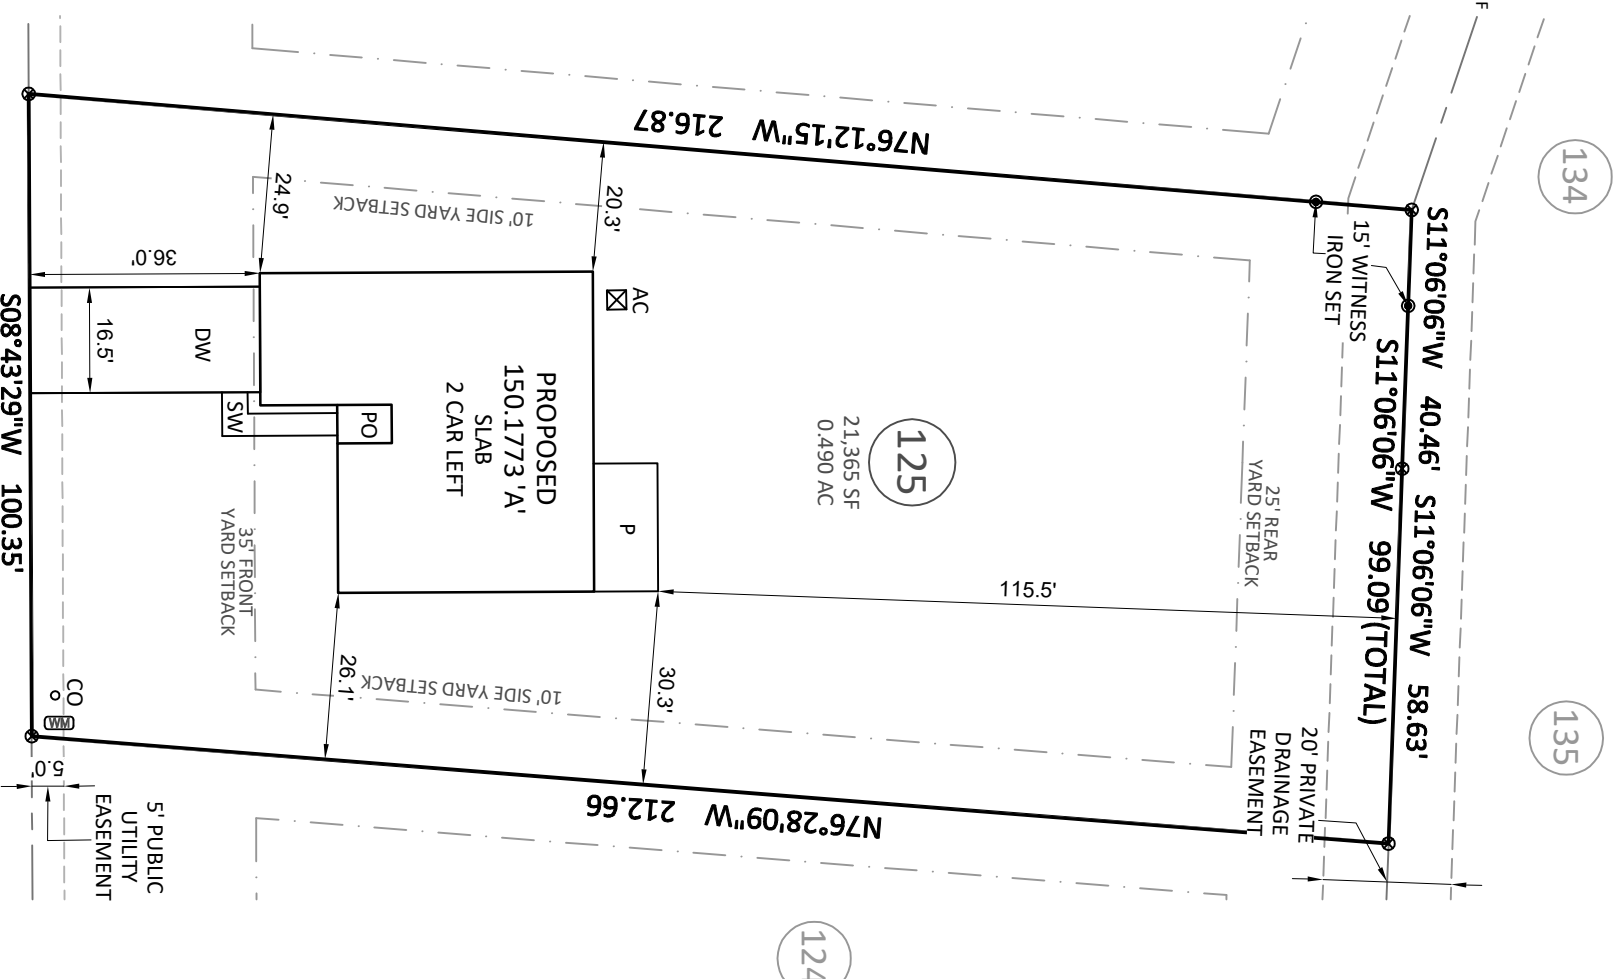 F
134
N76°12'15"W 216.87
S11°06'06"W 40.46'
15' WITNESS
IRON SET
24.9'
20.3'
10' SIDE YARD SETBACK
36.0'
16.5'
DW
SW
PO
AC
PROPOSED
150.1773 'A'
SLAB
2 CAR LEFT
P
125
21,365 SF
0.490 AC
25' REAR
YARD SETBACK
S11°06'06"W 99.09'(TOTAL)
S11°06'06"W 58.63'
S08°43'29"W 100.35'
35' FRONT
YARD SETBACK
115.5'
26.1'
30.3'
10' SIDE YARD SETBACK
CO
WM
5.0'
5' PUBLIC
UTILITY
EASEMENT
N76°28'09"W 212.66
20' PRIVATE
DRAINAGE
EASEMENT
135
124